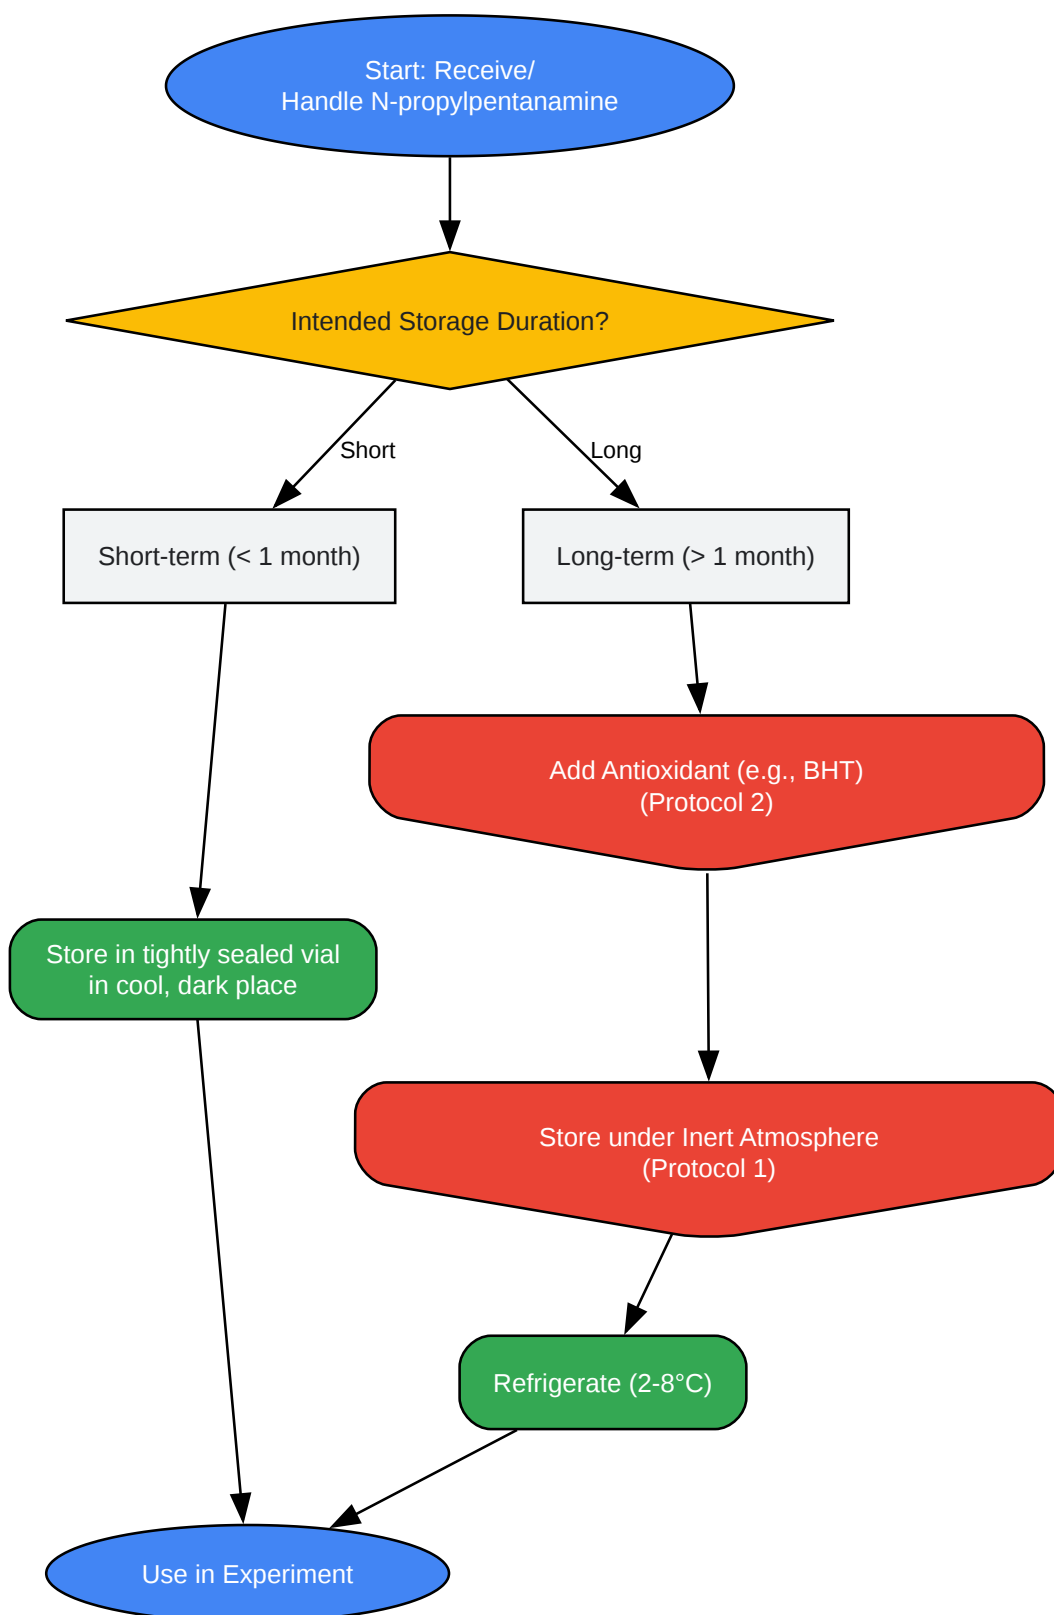 Start: Receive/
Handle N-propylpentanamine
Intended Storage Duration?
Short
Long
Short-term (< 1 month)
Long-term (> 1 month)
Add Antioxidant (e.g., BHT)
(Protocol 2)
Store in tightly sealed vial
in cool, dark place
Store under Inert Atmosphere
(Protocol 1)
Refrigerate (2-8°C)
Use in Experiment